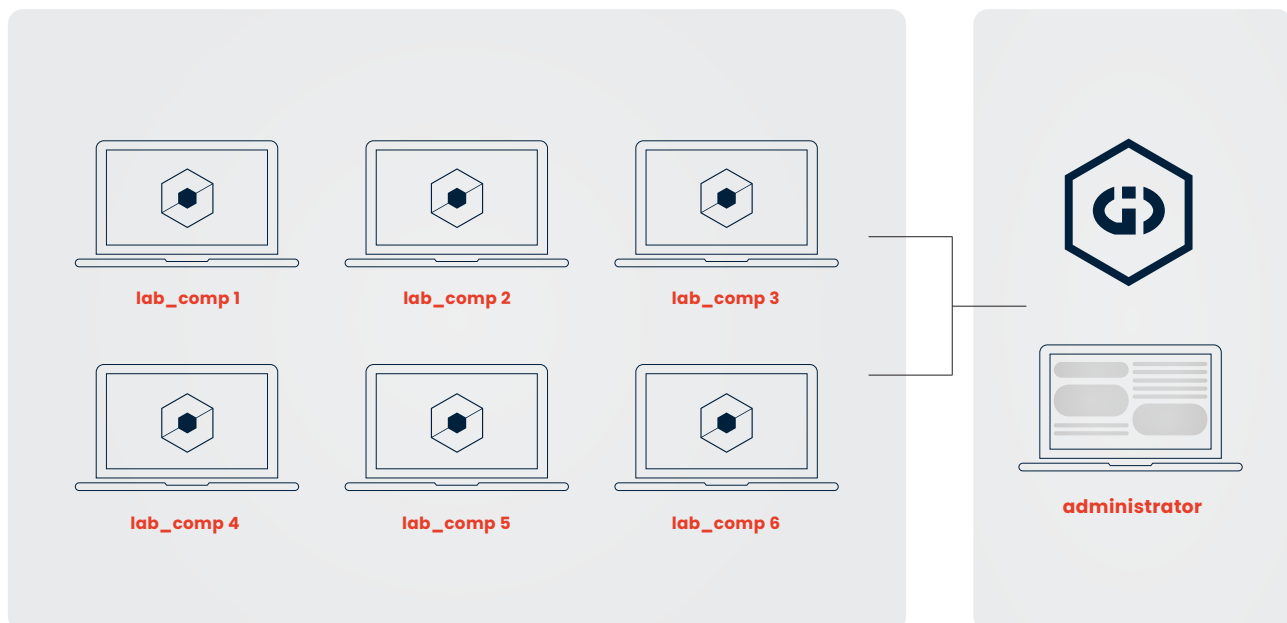 lab_comp 1
lab_comp 2
lab_comp 3
lab_comp 4
lab_comp 5
lab_comp 6
administrator